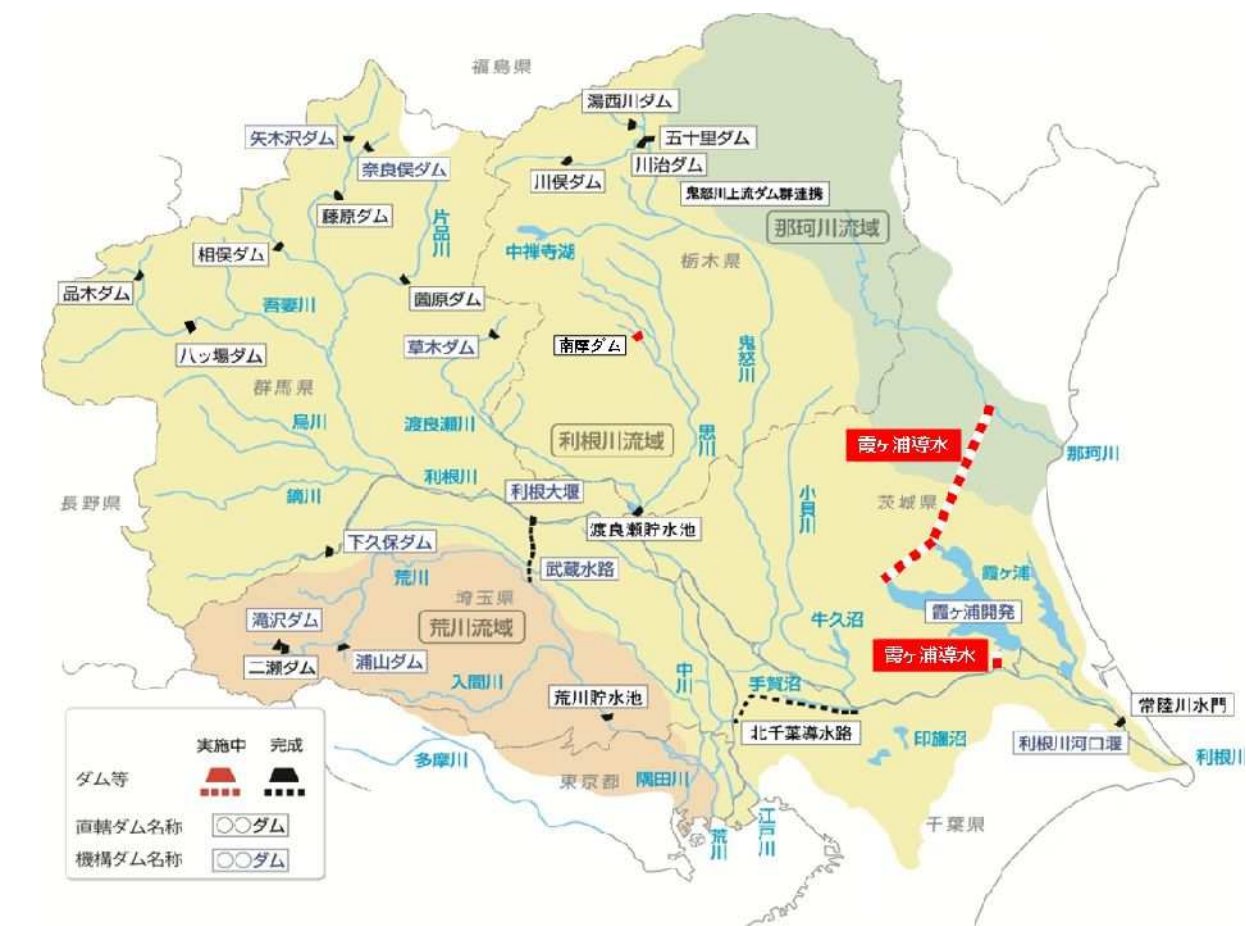 福島県
湯西川ダム
矢木沢ダム
五十里ダム
奈良俣ダム
川治ダム
川俣ダム
鬼怒川上流ダム群連携
藤原ダム
片品川
那珂川流域
相俣ダム
中禅寺湖
栃木県
品木ダム
薗原ダム
吾妻川
草木ダム
南摩ダム
鬼怒川
八ッ場ダム
群馬県
烏川
渡良瀬川
利根川流域
思川
霞ヶ浦導水
那珂川
利根川
長野県
鏑川
利根大堰
小貝川
茨城県
渡良瀬貯水池
下久保ダム
荒川
武蔵水路
霞ヶ浦
埼玉県
霞ヶ浦開発
滝沢ダム
荒川流域
牛久沼
二瀬ダム
浦山ダム
霞ヶ浦導水
入間川
中川
手賀沼
荒川貯水池
常陸川水門
北千葉導水路
印旛沼
利根川河口堰
利根川
多摩川
東京都
隅田川
荒川
江戸川
千葉県
実施中 完成
ダム等
直轄ダム名称 ○○ダム
機構ダム名称 ○○ダム